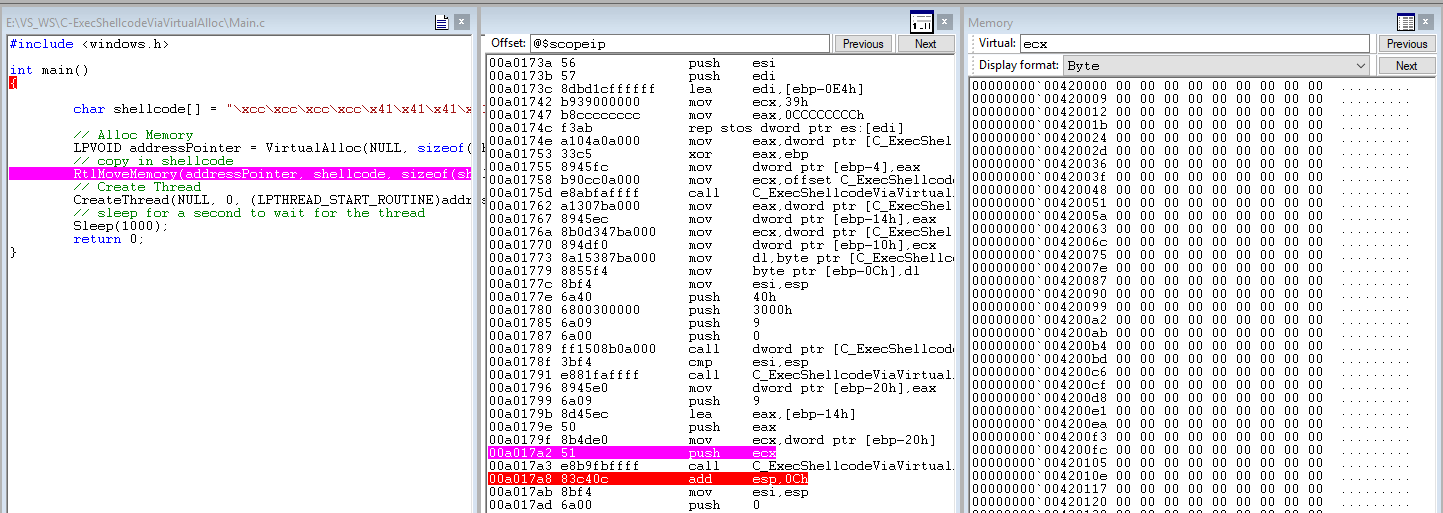 E:\VS_WS\C-ExecShellcodeViaVirtualAlloc\Main.c
#include <windows.h>
int main()
{
char shellcode[] = "\xcc\xcc\xcc\xcc\x41\x41\x41\x
// Alloc Memory
LPVOID addressPointer = VirtualAlloc(NULL, sizeof(
// copy in shellcode
RtlMoveMemory(addressPointer, shellcode, sizeof(sh
// Create Thread
CreateThread(NULL, 0, (LPTHREAD_START_ROUTINE)addres
// sleep for a second to wait for the thread
Sleep(1000);
return 0;
}
Offset: @$scopeip Previous Next
00a0173a 56 push esi
00a0173b 57 push edi
00a0173c 8dbd1cffffff lea edi,[ebp-0E4h]
00a01742 b939000000 mov ecx,39h
00a01747 b8cccccccc mov eax,0CCCCCCCCh
00a0174c f3ab rep stos dword ptr es:[edi]
00a0174e a104a0a000 mov eax,dword ptr [C_ExecShel
00a01753 33c5 xor eax,ebp
00a01755 8945fc mov dword ptr [ebp-4],eax
00a01758 b90cc0a000 mov ecx,offset C_ExecShellcod
00a0175d e8abfaffff call C_ExecShellcodeViaVirtual
00a01762 a1307ba000 mov eax,dword ptr [C_ExecShel
00a01767 8945ec mov dword ptr [ebp-14h],eax
00a0176a 8b0d347ba000 mov ecx,dword ptr [C_ExecShel
00a01770 894df0 mov dword ptr [ebp-10h],ecx
00a01773 8a15387ba000 mov dl,byte ptr [C_ExecShellc
00a01779 8855f4 mov byte ptr [ebp-0Ch],dl
00a0177c 8bf4 mov esi,esp
00a0177e 6a40 push 40h
00a01780 6800300000 push 3000h
00a01785 6a09 push 9
00a01787 6a00 push 0
00a01789 ff1508b0a000 call dword ptr [C_ExecShellcod
00a0178f 3bf4 cmp esi,esp
00a01791 e881faffff call C_ExecShellcodeViaVirtual
00a01796 8945e0 mov dword ptr [ebp-20h],eax
00a01799 6a09 push 9
00a0179b 8d45ec lea eax,[ebp-14h]
00a0179e 50 push eax
00a0179f 8b4de0 mov ecx,dword ptr [ebp-20h]
00a017a2 51 push ecx
00a017a3 e8b9fbffff call C_ExecShellcodeViaVirtual
00a017a8 83c40c add esp,0Ch
00a017ab 8bf4 mov esi,esp
00a017ad 6a00 push 0
Memory
Virtual: ecx Previous
Display format: Byte Next
00000000`00420000 00 00 00 00 00 00 00 00 00 .........
00000000`00420009 00 00 00 00 00 00 00 00 00 .........
00000000`00420012 00 00 00 00 00 00 00 00 00 .........
00000000`0042001b 00 00 00 00 00 00 00 00 00 .........
00000000`00420024 00 00 00 00 00 00 00 00 00 .........
00000000`0042002d 00 00 00 00 00 00 00 00 00 .........
00000000`00420036 00 00 00 00 00 00 00 00 00 .........
00000000`0042003f 00 00 00 00 00 00 00 00 00 .........
00000000`00420048 00 00 00 00 00 00 00 00 00 .........
00000000`00420051 00 00 00 00 00 00 00 00 00 .........
00000000`0042005a 00 00 00 00 00 00 00 00 00 .........
00000000`00420063 00 00 00 00 00 00 00 00 00 .........
00000000`0042006c 00 00 00 00 00 00 00 00 00 .........
00000000`00420075 00 00 00 00 00 00 00 00 00 .........
00000000`0042007e 00 00 00 00 00 00 00 00 00 .........
00000000`00420087 00 00 00 00 00 00 00 00 00 .........
00000000`00420090 00 00 00 00 00 00 00 00 00 .........
00000000`00420099 00 00 00 00 00 00 00 00 00 .........
00000000`004200a2 00 00 00 00 00 00 00 00 00 .........
00000000`004200ab 00 00 00 00 00 00 00 00 00 .........
00000000`004200b4 00 00 00 00 00 00 00 00 00 .........
00000000`004200bd 00 00 00 00 00 00 00 00 00 .........
00000000`004200c6 00 00 00 00 00 00 00 00 00 .........
00000000`004200cf 00 00 00 00 00 00 00 00 00 .........
00000000`004200d8 00 00 00 00 00 00 00 00 00 .........
00000000`004200e1 00 00 00 00 00 00 00 00 00 .........
00000000`004200ea 00 00 00 00 00 00 00 00 00 .........
00000000`004200f3 00 00 00 00 00 00 00 00 00 .........
00000000`004200fc 00 00 00 00 00 00 00 00 00 .........
00000000`00420105 00 00 00 00 00 00 00 00 00 .........
00000000`0042010e 00 00 00 00 00 00 00 00 00 .........
00000000`00420117 00 00 00 00 00 00 00 00 00 .........
00000000`00420120 00 00 00 00 00 00 00 00 00 .........